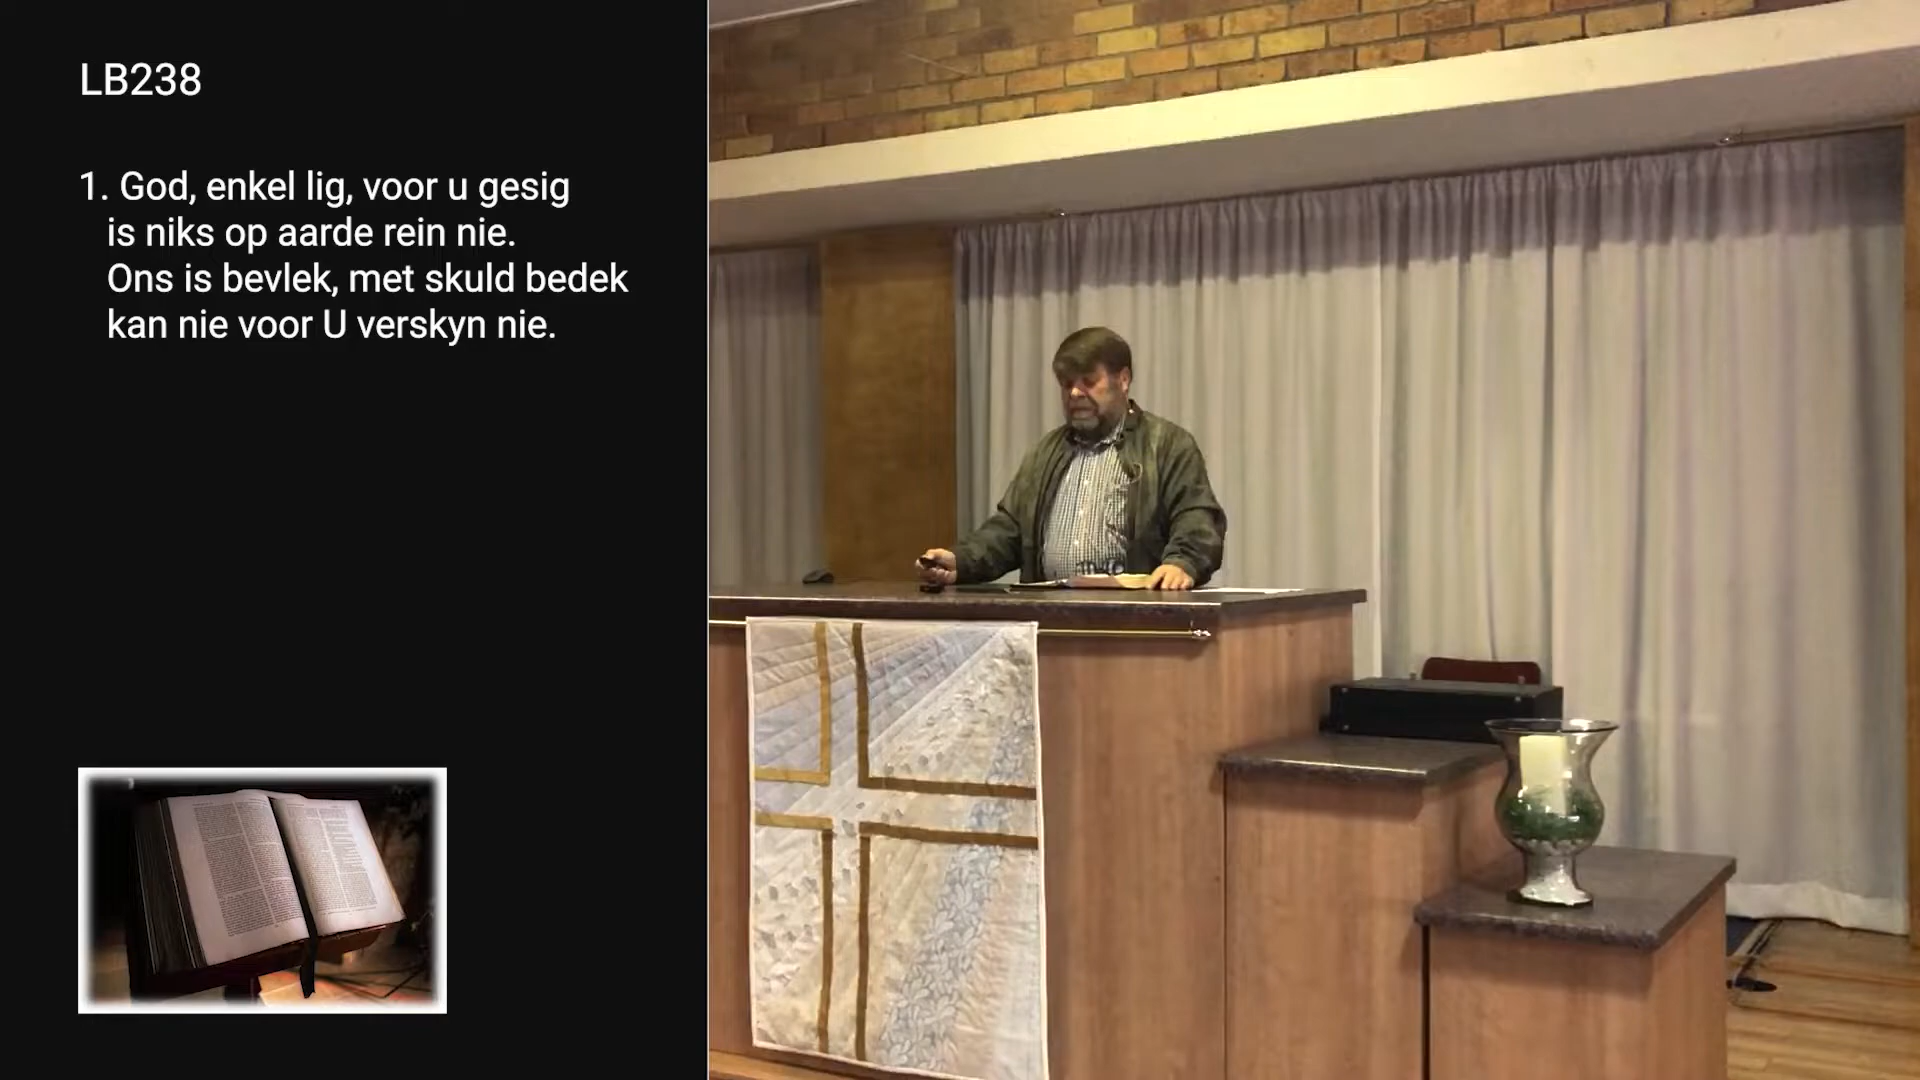 LB238
1. God, enkel lig, voor u gesig
is niks op aarde rein nie.
Ons is bevlek, met skuld bedek
kan nie voor U verskyn nie.